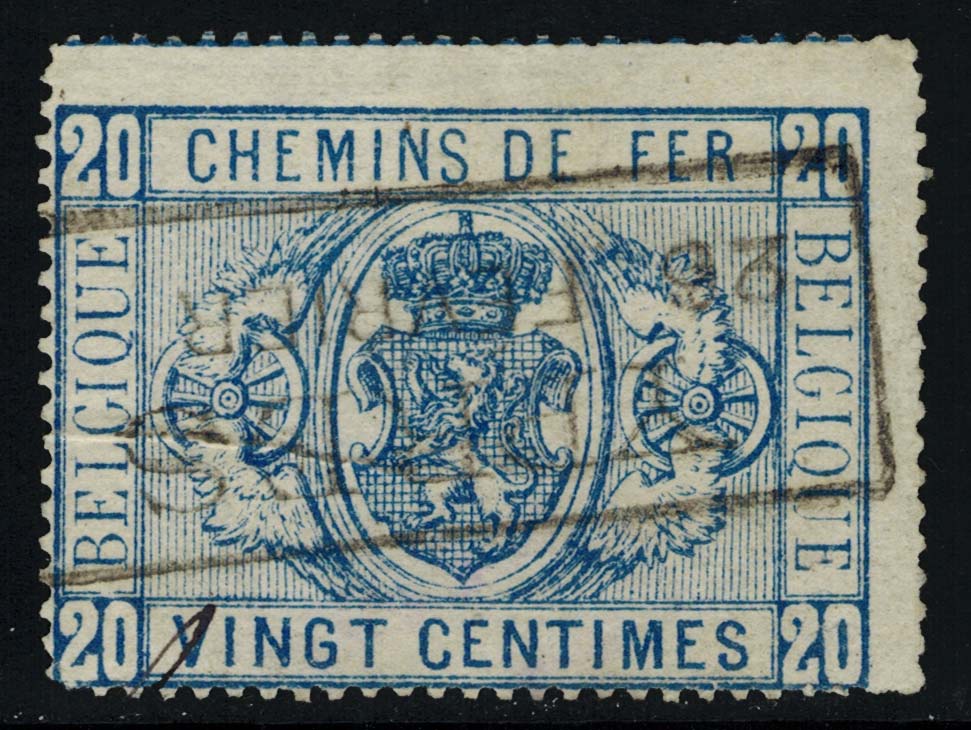 20 CHEMINS DE FER 20
BELGIQUE
BELGIQUE
20 VINGT CENTIMES 20